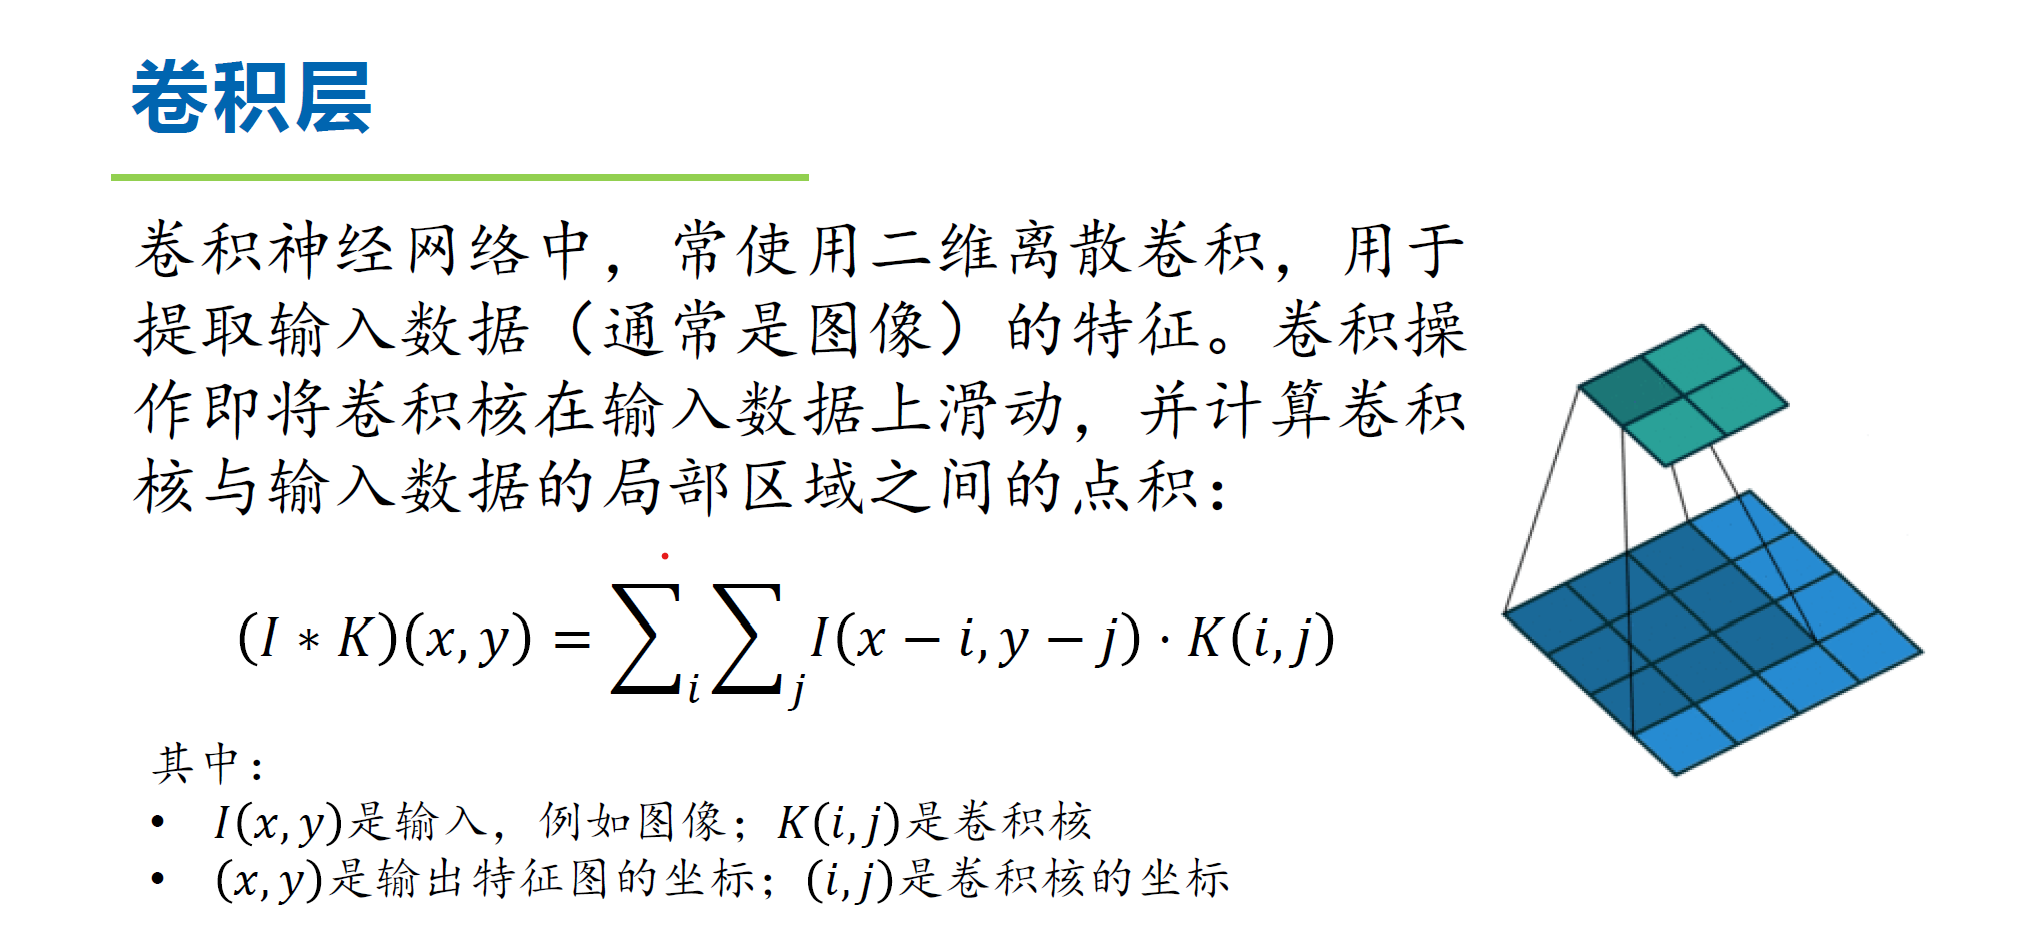 卷积层
卷积神经网络中，常使用二维离散卷积，用于
提取输入数据（通常是图像）的特征。卷积操
作即将卷积核在输入数据上滑动，并计算卷积
核与输入数据的局部区域之间的点积：
(I ∗ K)(x, y) = ∑_i ∑_j I(x − i, y − j) · K(i, j)
其中：
• I(x, y)是输入，例如图像；K(i, j)是卷积核
• (x, y)是输出特征图的坐标；(i, j)是卷积核的坐标